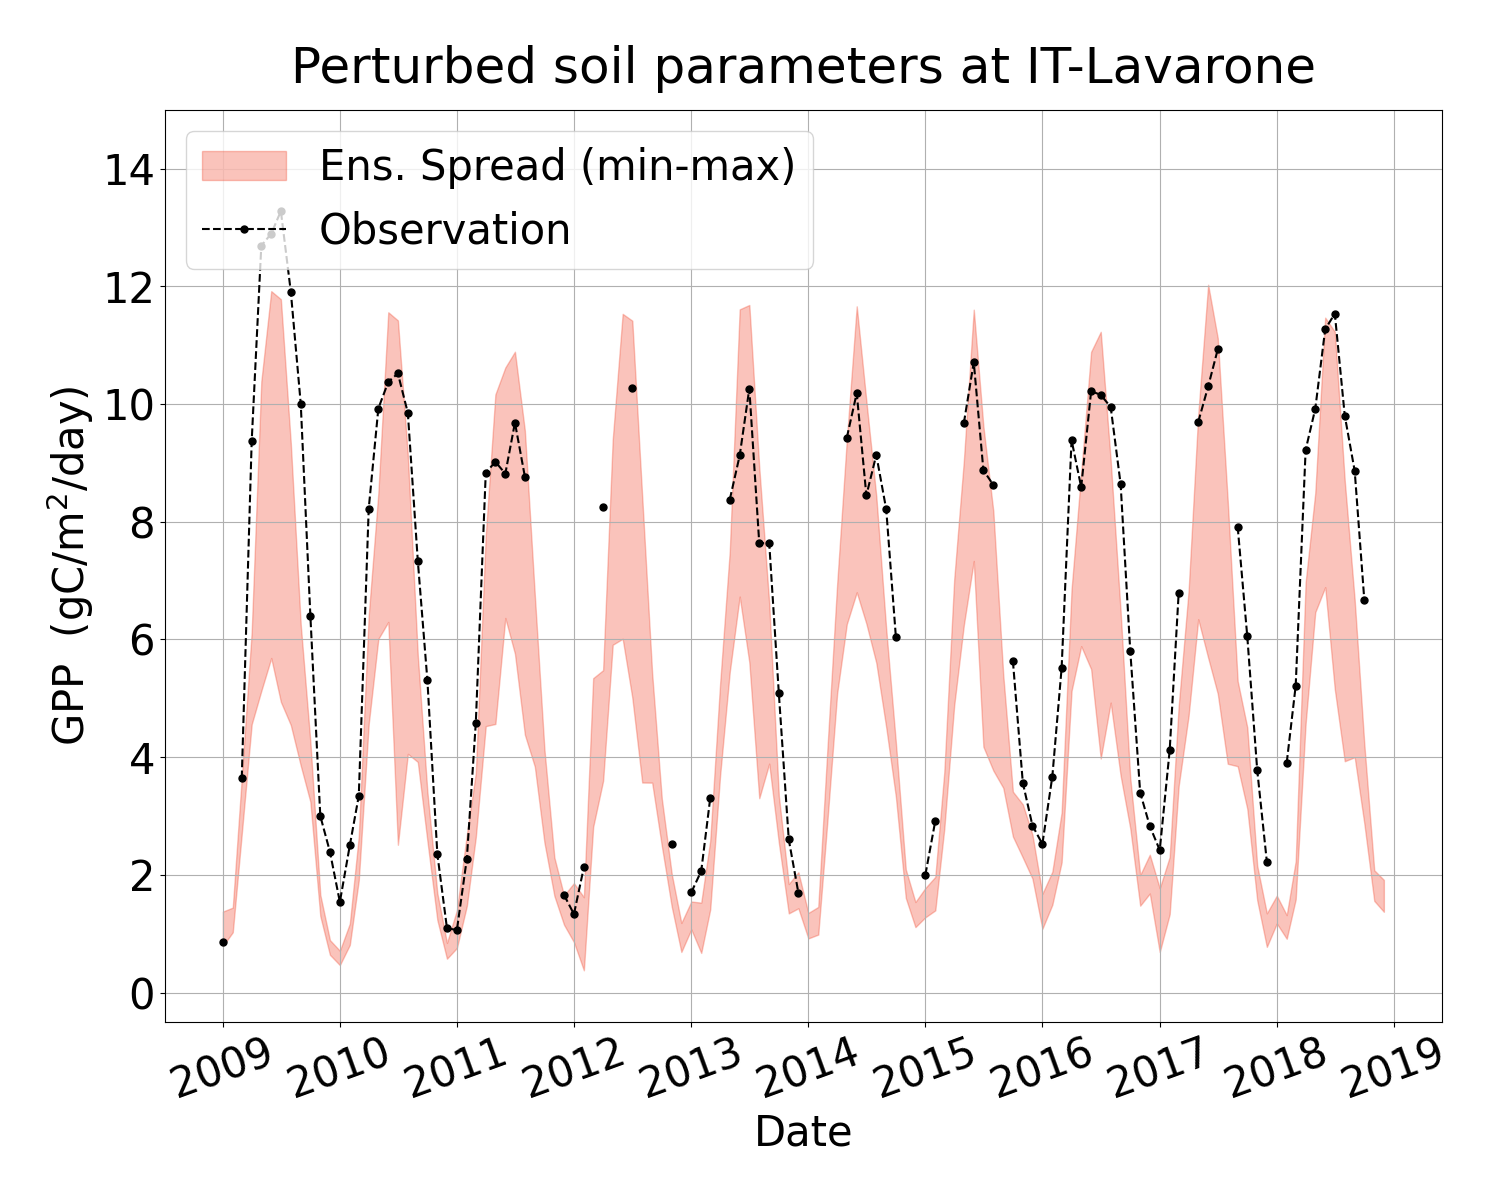 Perturbed soil parameters at IT-Lavarone
Ens. Spread (min-max)
Observation
14
12
10
8
6
4
2
0
GPP (gC/m²/day)
2009 2010 2011 2012 2013 2014 2015 2016 2017 2018 2019
Date